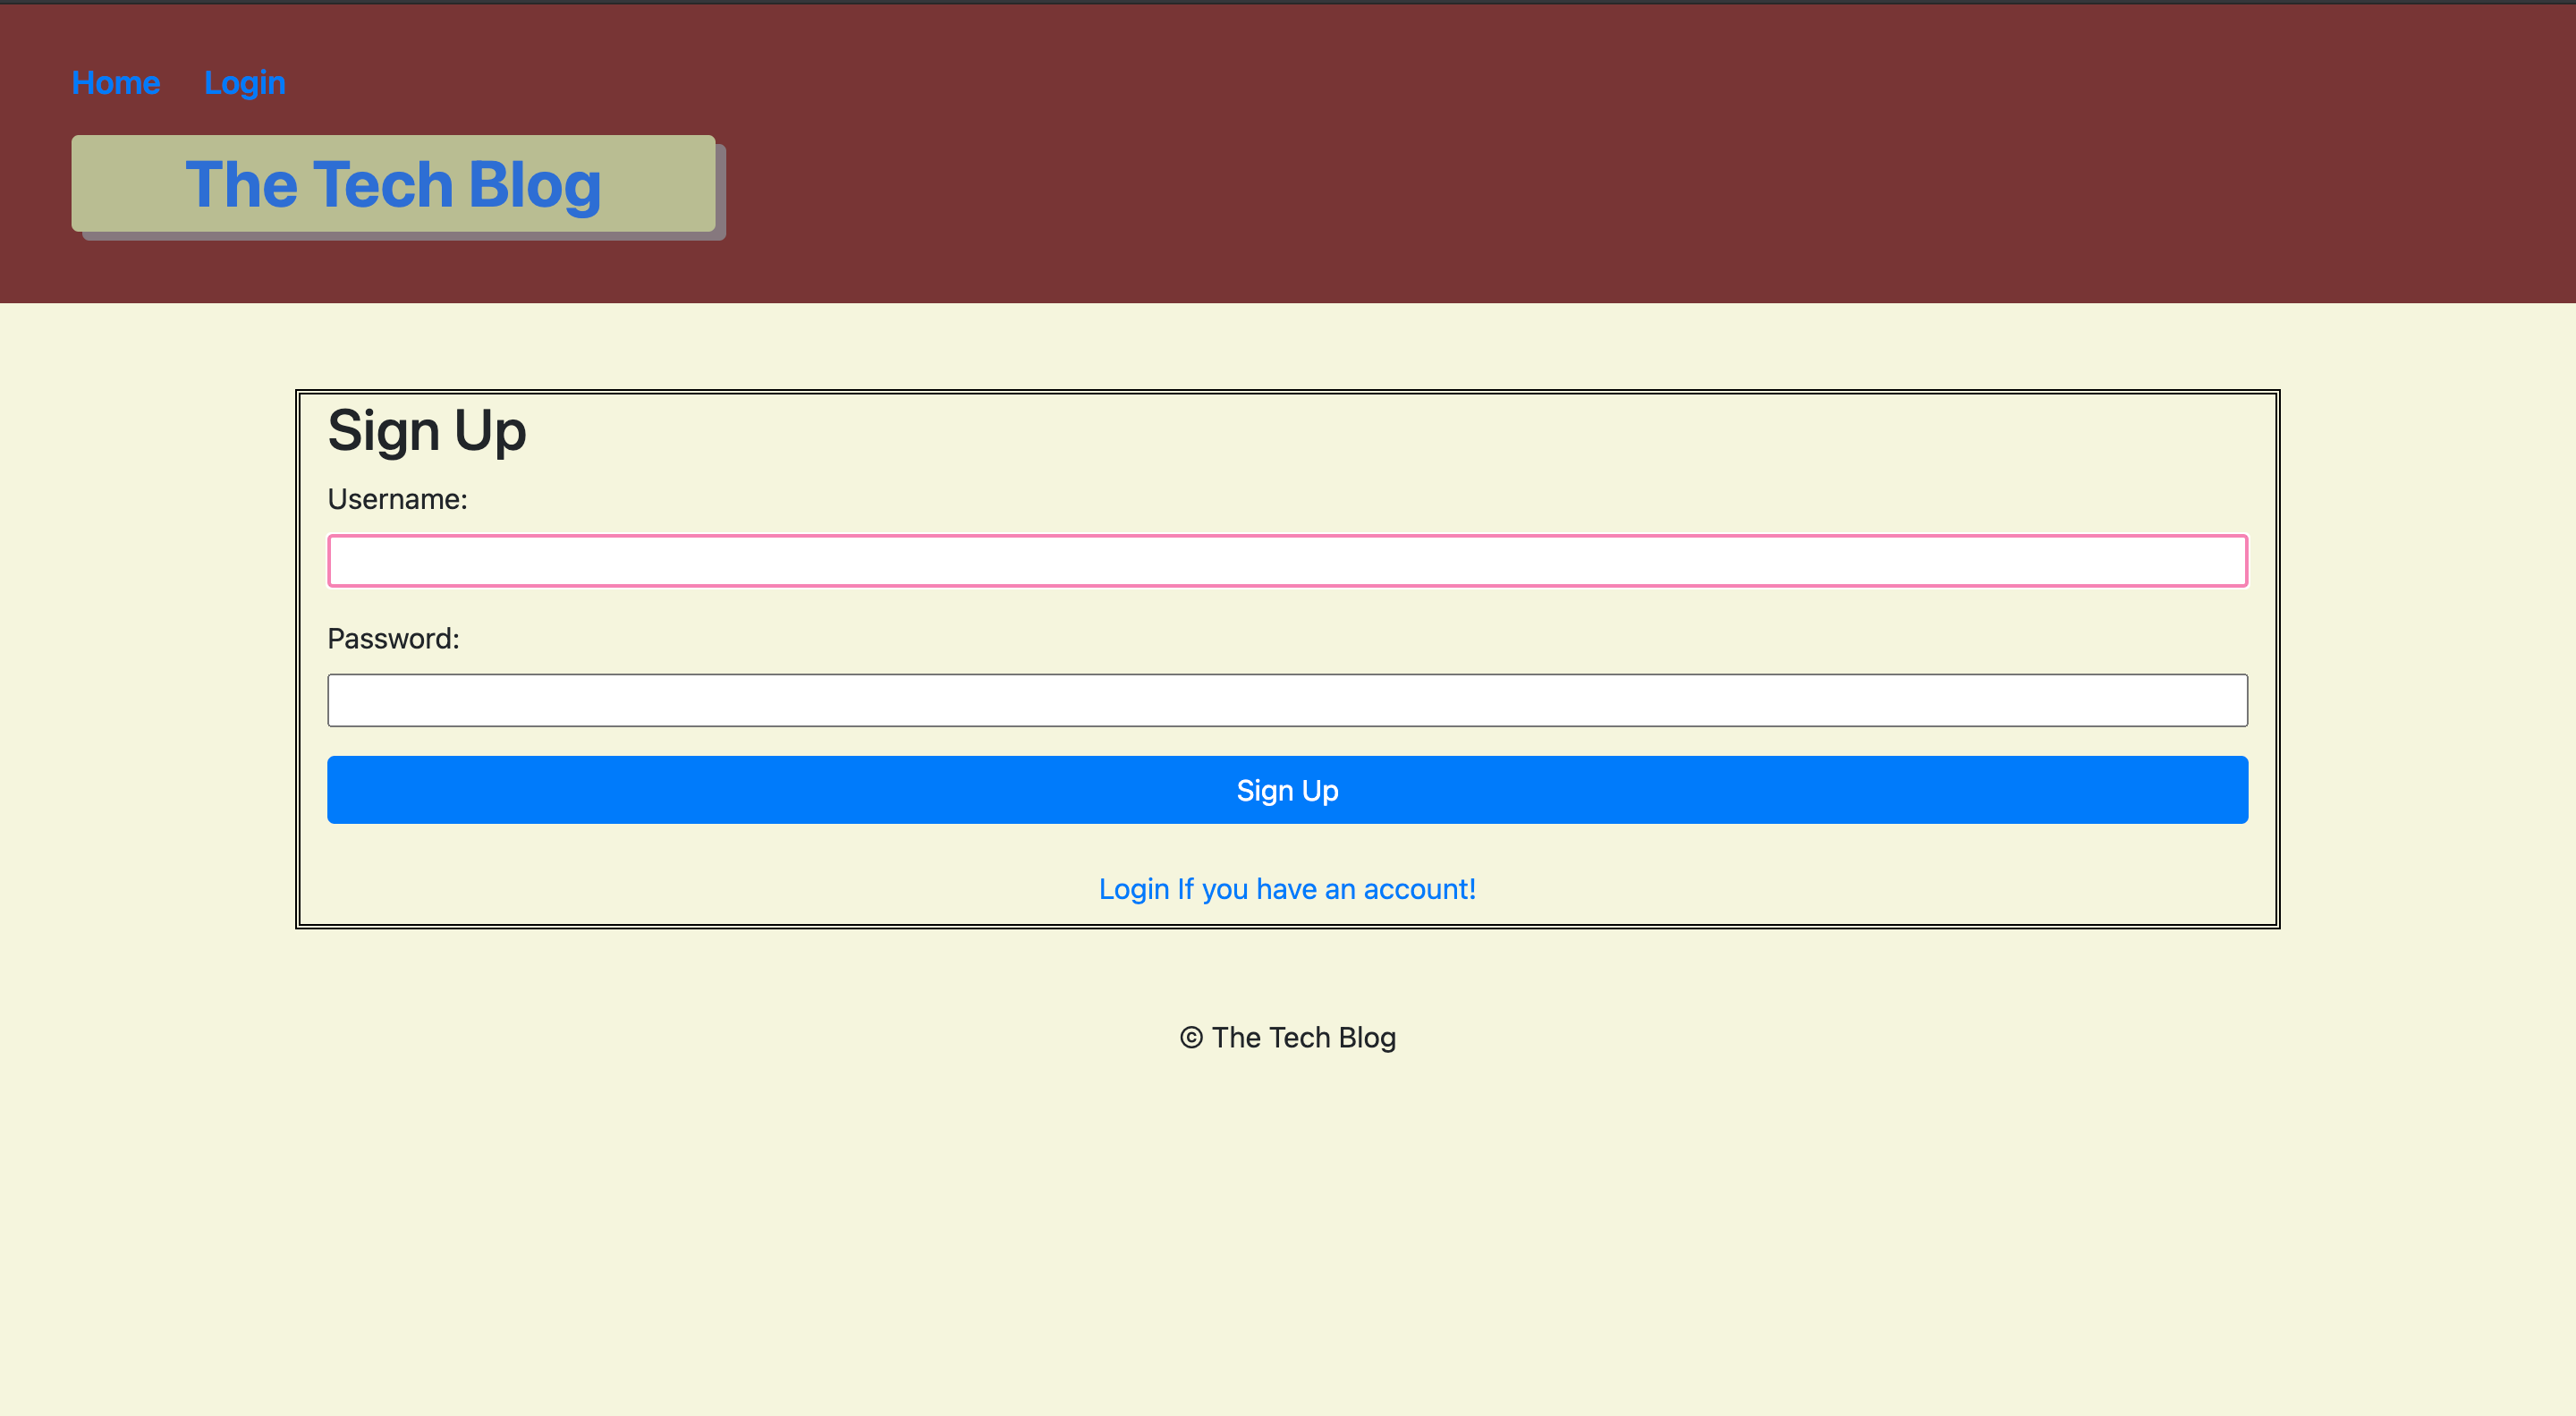 Home Login
The Tech Blog
Sign Up
Username:
Password:
Sign Up
Login If you have an account!
© The Tech Blog